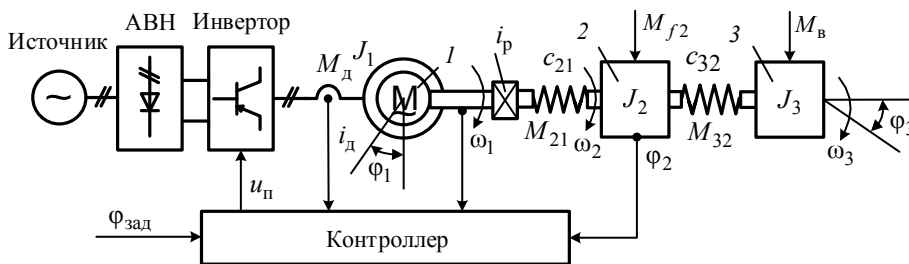 Источник
АВН
Инвертор
M_д
J_1
1
i_р
2
M_f2
3
M_в
~
M
c_21
J_2
c_32
J_3
i_д
φ_1
ω_1
M_21
ω_2
φ_2
M_32
ω_3
φ_3
u_п
φ_зад
Контроллер